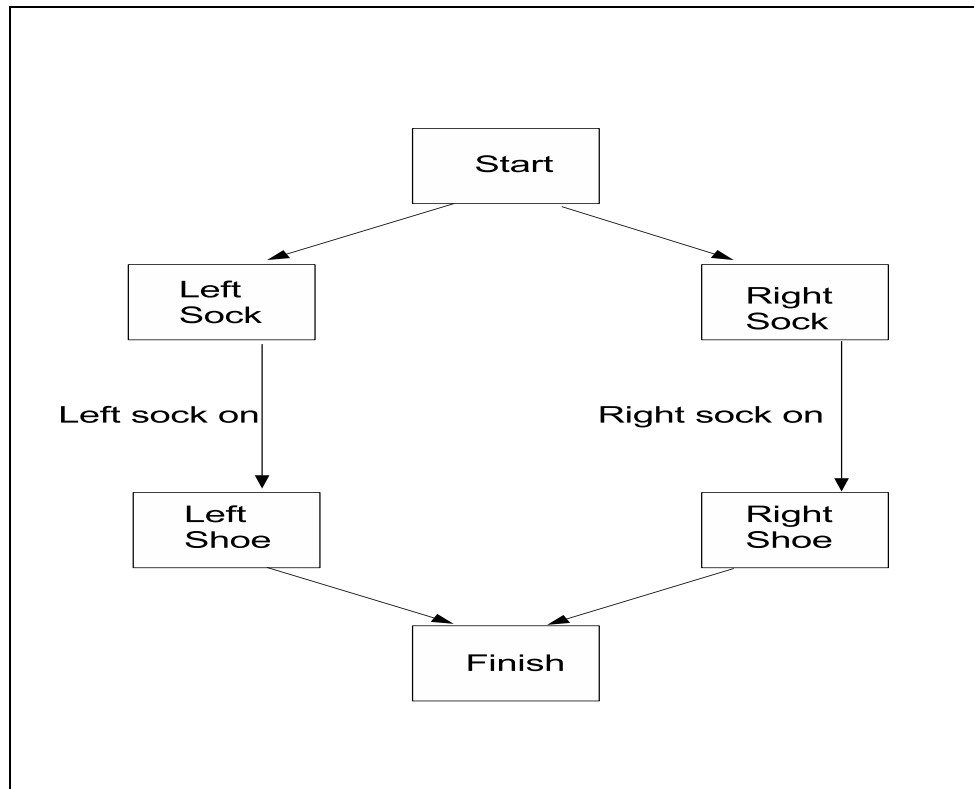 Start
Left
Sock
Right
Sock
Left sock on
Right sock on
Left
Shoe
Right
Shoe
Finish